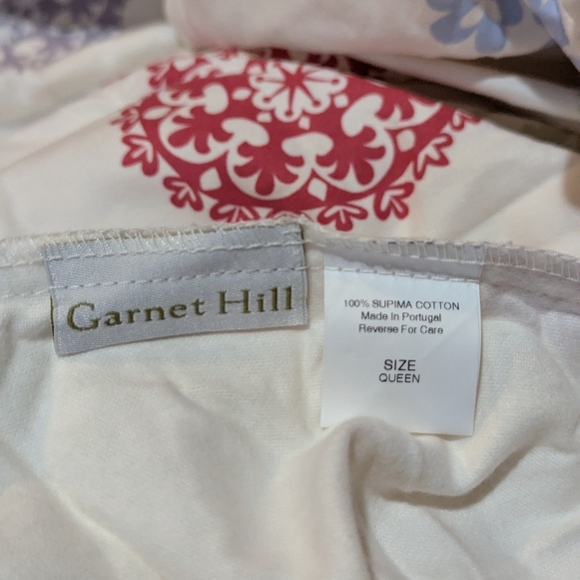 Garnet Hill
100% SUPIMA COTTON
Made In Portugal
Reverse For Care
SIZE
QUEEN